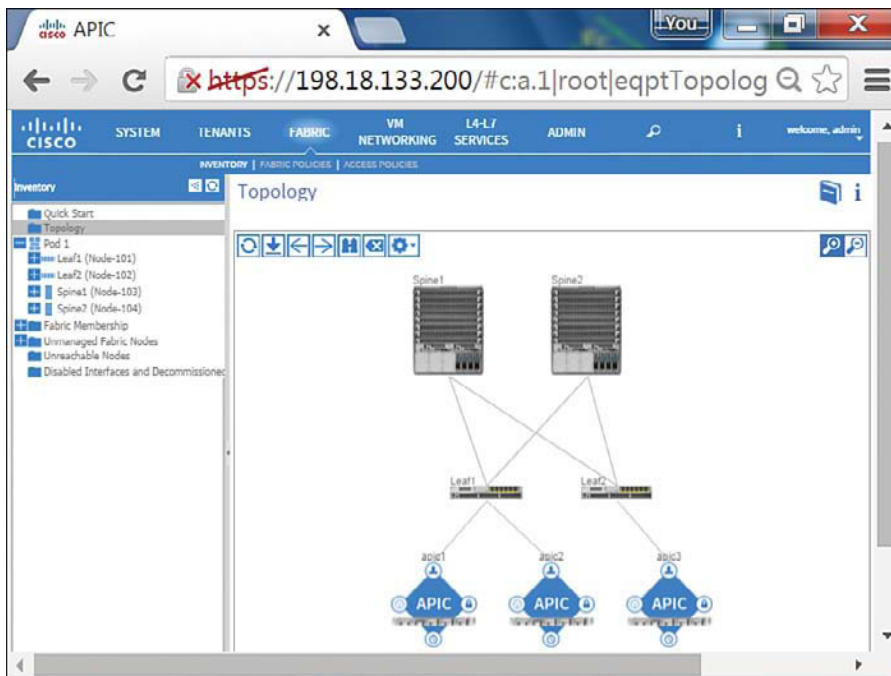 APIC
You
https://198.18.133.200/#c:a.1|root|eqptTopolog
CISCO
SYSTEM
TENANTS
FABRIC
VM NETWORKING
L4-L7 SERVICES
ADMIN
i
welcome, admin
INVENTORY | FABRIC POLICIES | ACCESS POLICIES
Inventory
Topology
i
Quick Start
Topology
Pod 1
Leaf1 (Node-101)
Leaf2 (Node-102)
Spine1 (Node-103)
Spine2 (Node-104)
Fabric Membership
Unmanaged Fabric Nodes
Unreachable Nodes
Disabled Interfaces and Decommissioned
Spine1
Spine2
Leaf1
Leaf2
apic1
apic2
apic3
APIC
APIC
APIC